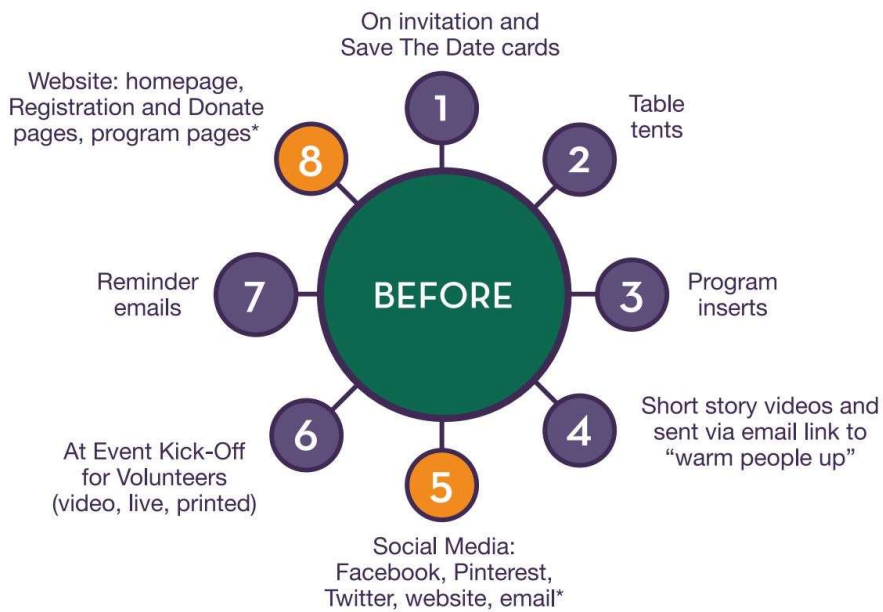 On invitation and
Save The Date cards
1
Table
tents
2
Program
inserts
3
Short story videos and
sent via email link to
“warm people up”
4
Social Media:
Facebook, Pinterest,
Twitter, website, email*
5
At Event Kick-Off
for Volunteers
(video, live, printed)
6
Reminder
emails
7
Website: homepage,
Registration and Donate
pages, program pages*
8
BEFORE